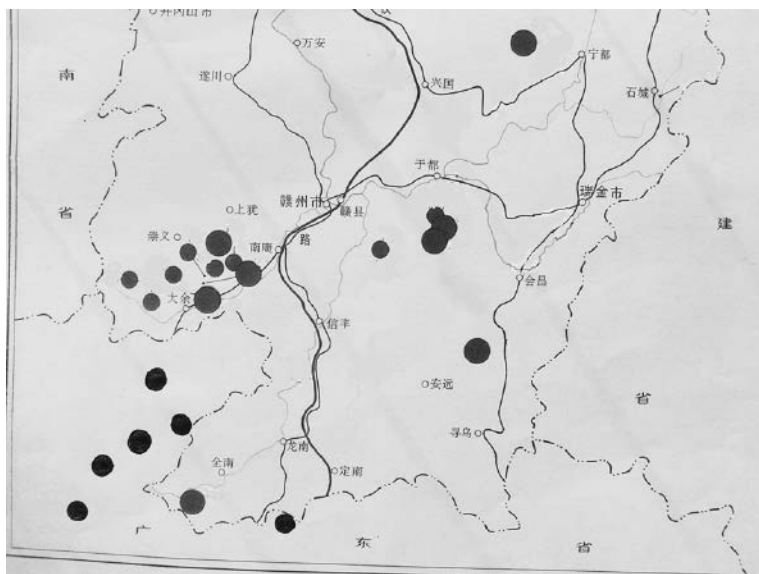 井冈山市
万安
宁都
南
遂川
兴国
石城
于都
赣州市
赣县
瑞金市
省
上犹
崇义
南康
路
建
会昌
大余
信丰
安远
省
寻乌
龙南
全南
定南
广
东
省